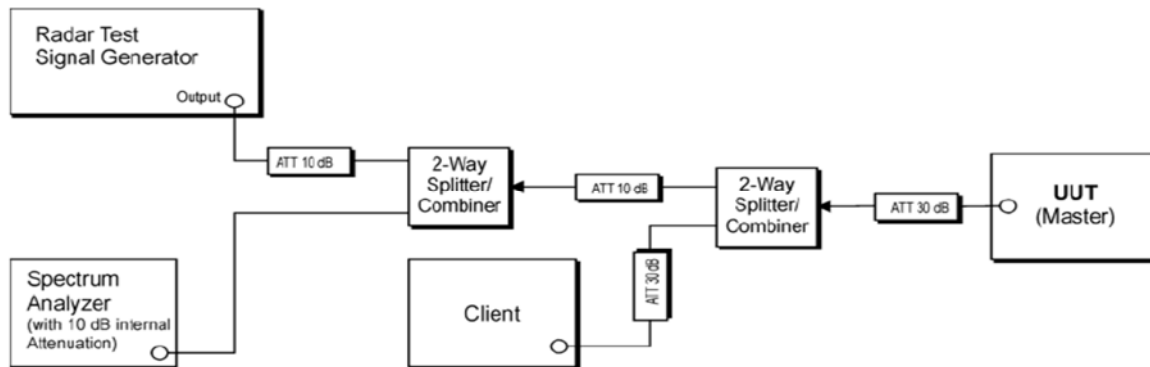 Radar Test
Signal Generator
Output
ATT 10 dB
2-Way
Splitter/
Combiner
ATT 10 dB
2-Way
Splitter/
Combiner
ATT 30 dB
UUT
(Master)
Spectrum
Analyzer
(with 10 dB internal
Attenuation)
Client
ATT 30 dB